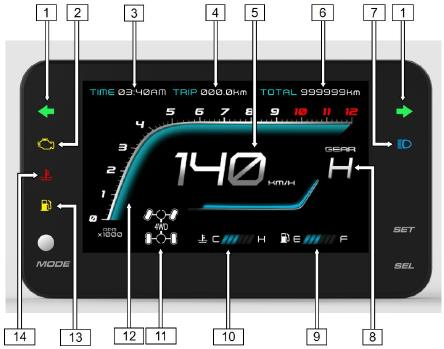 1 2 3 4 5 6 7 1
TIME 03:40AM TRIP 000.0km TOTAL 999999km
0 1 2 3 4 5 6 7 8 9 10 11 12
RPM
x1000
140 KM/H
GEAR
H
4WD
C H
E F
MODE
SET
SEL
14 13 12 11 10 9 8